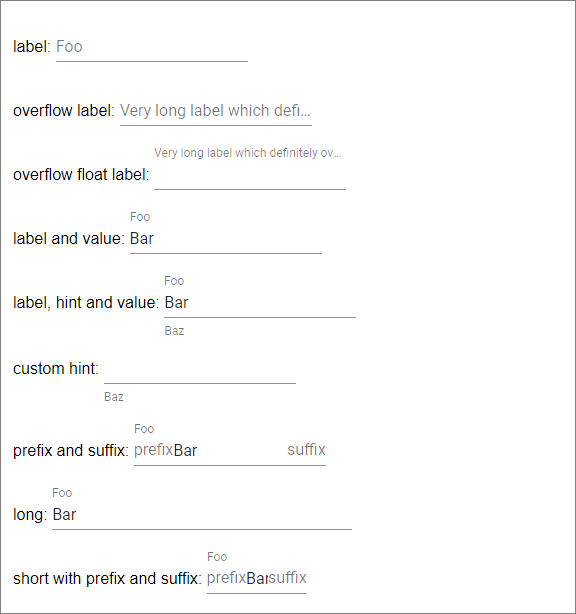 label: Foo
overflow label: Very long label which defi...
Very long label which definitely ov...
overflow float label:
Foo
label and value: Bar
Foo
label, hint and value: Bar
Baz
custom hint:
Baz
Foo
prefix and suffix: prefixBar suffix
Foo
long: Bar
Foo
short with prefix and suffix: prefixBarsuffix